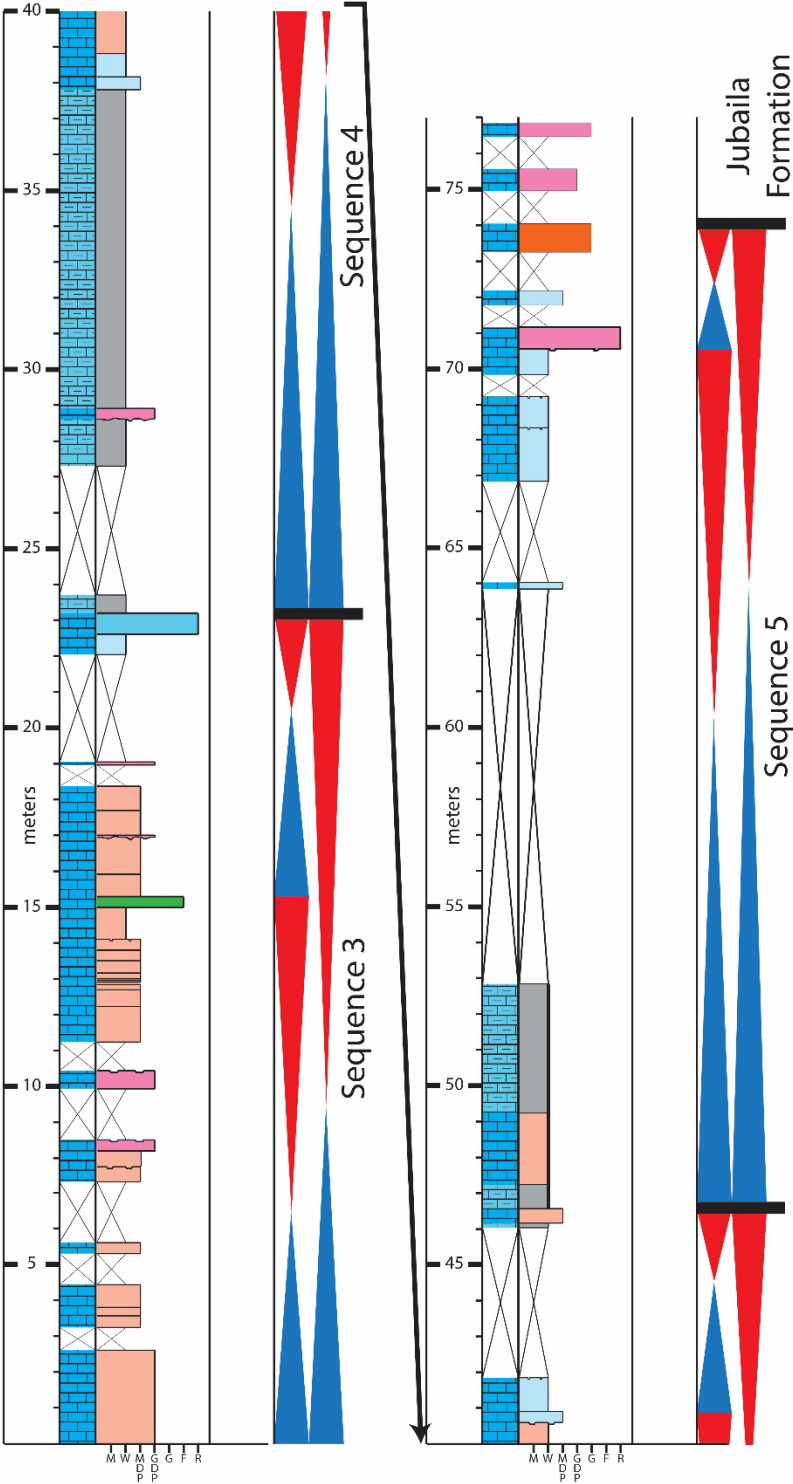 40
35
30
25
20
15
10
5
meters
M W M G G F R
D D
P P
Sequence 4
Sequence 3
Jubaila
Formation
75
70
65
60
55
50
45
meters
M W M G G F R
D D
P P
Sequence 5